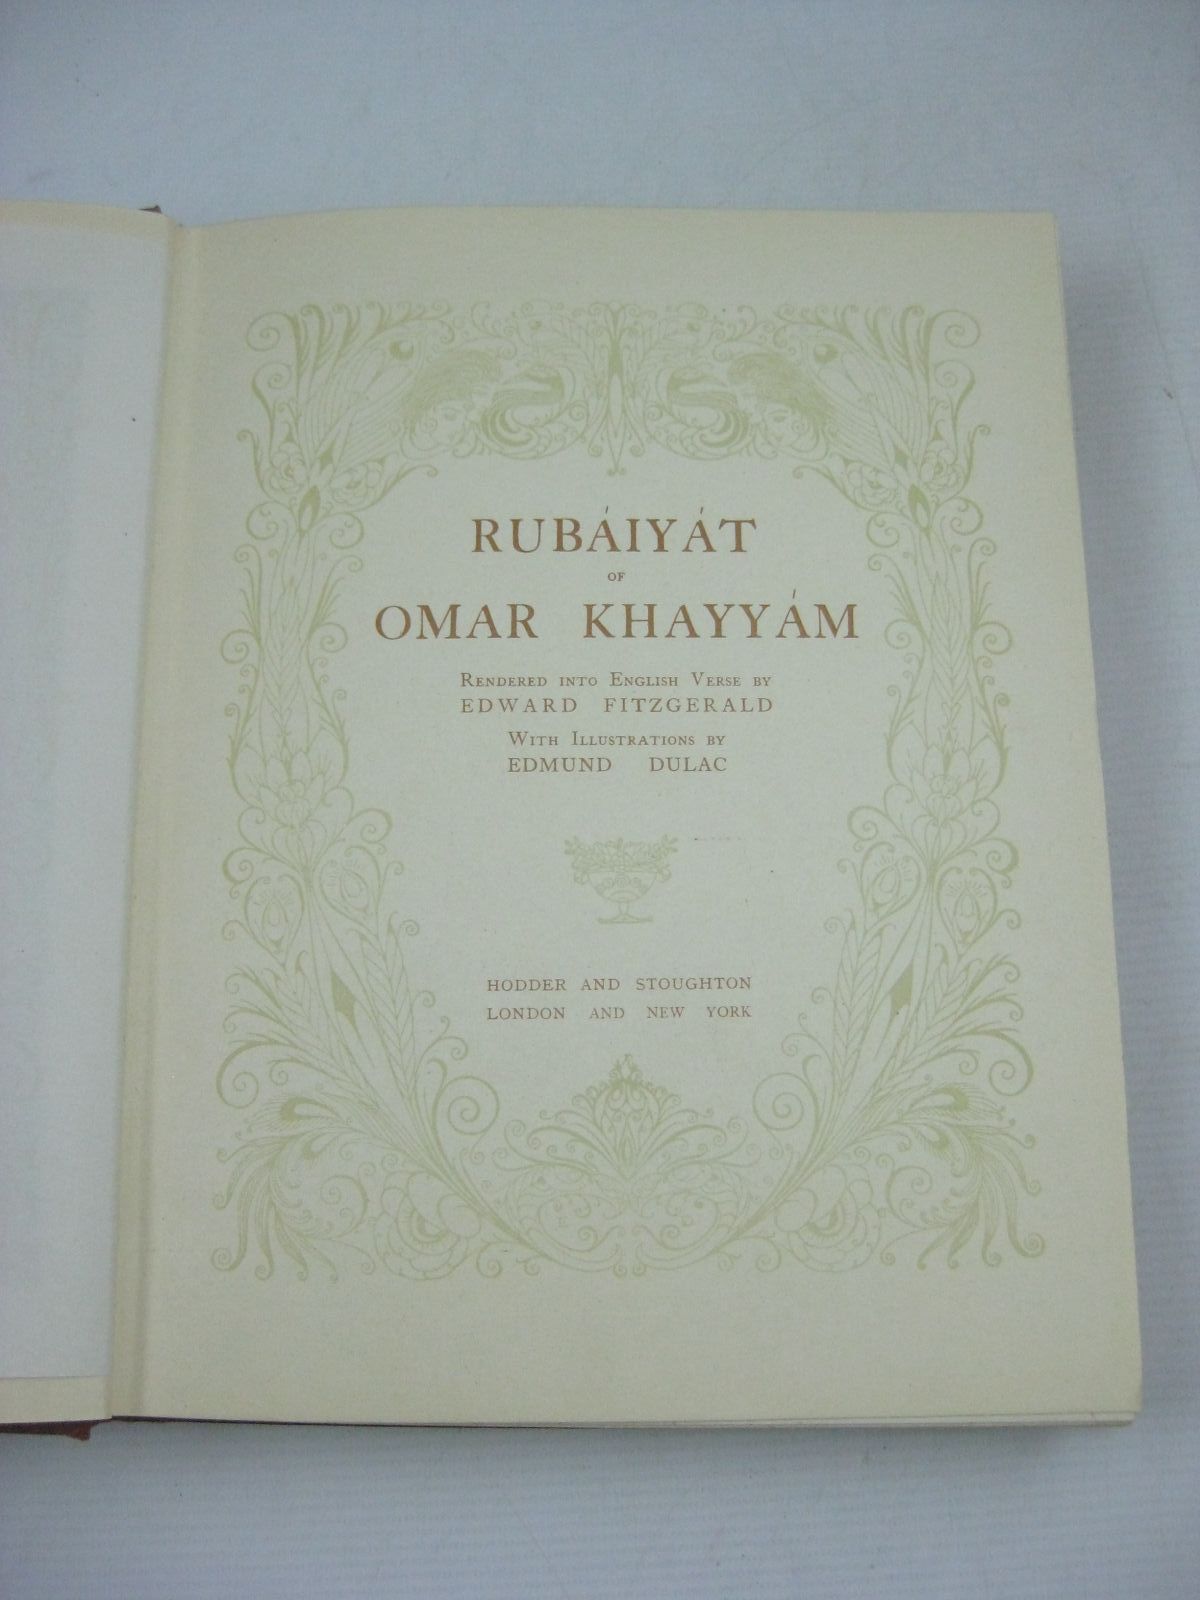 RUBÁIYÁT
OF
OMAR KHAYYÁM
RENDERED INTO ENGLISH VERSE BY
EDWARD FITZGERALD
WITH ILLUSTRATIONS BY
EDMUND DULAC
HODDER AND STOUGHTON
LONDON AND NEW YORK